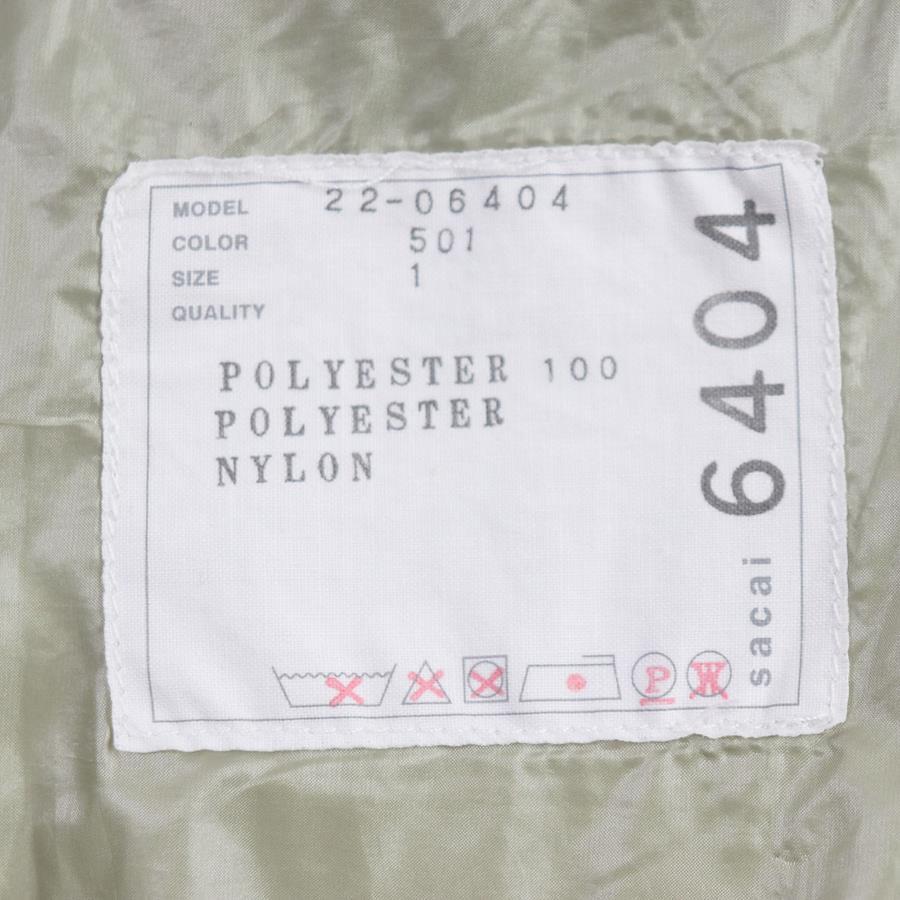 MODEL 22-06404
COLOR 501
SIZE 1
QUALITY
POLYESTER 100
POLYESTER
NYLON
sacai 6404
P W